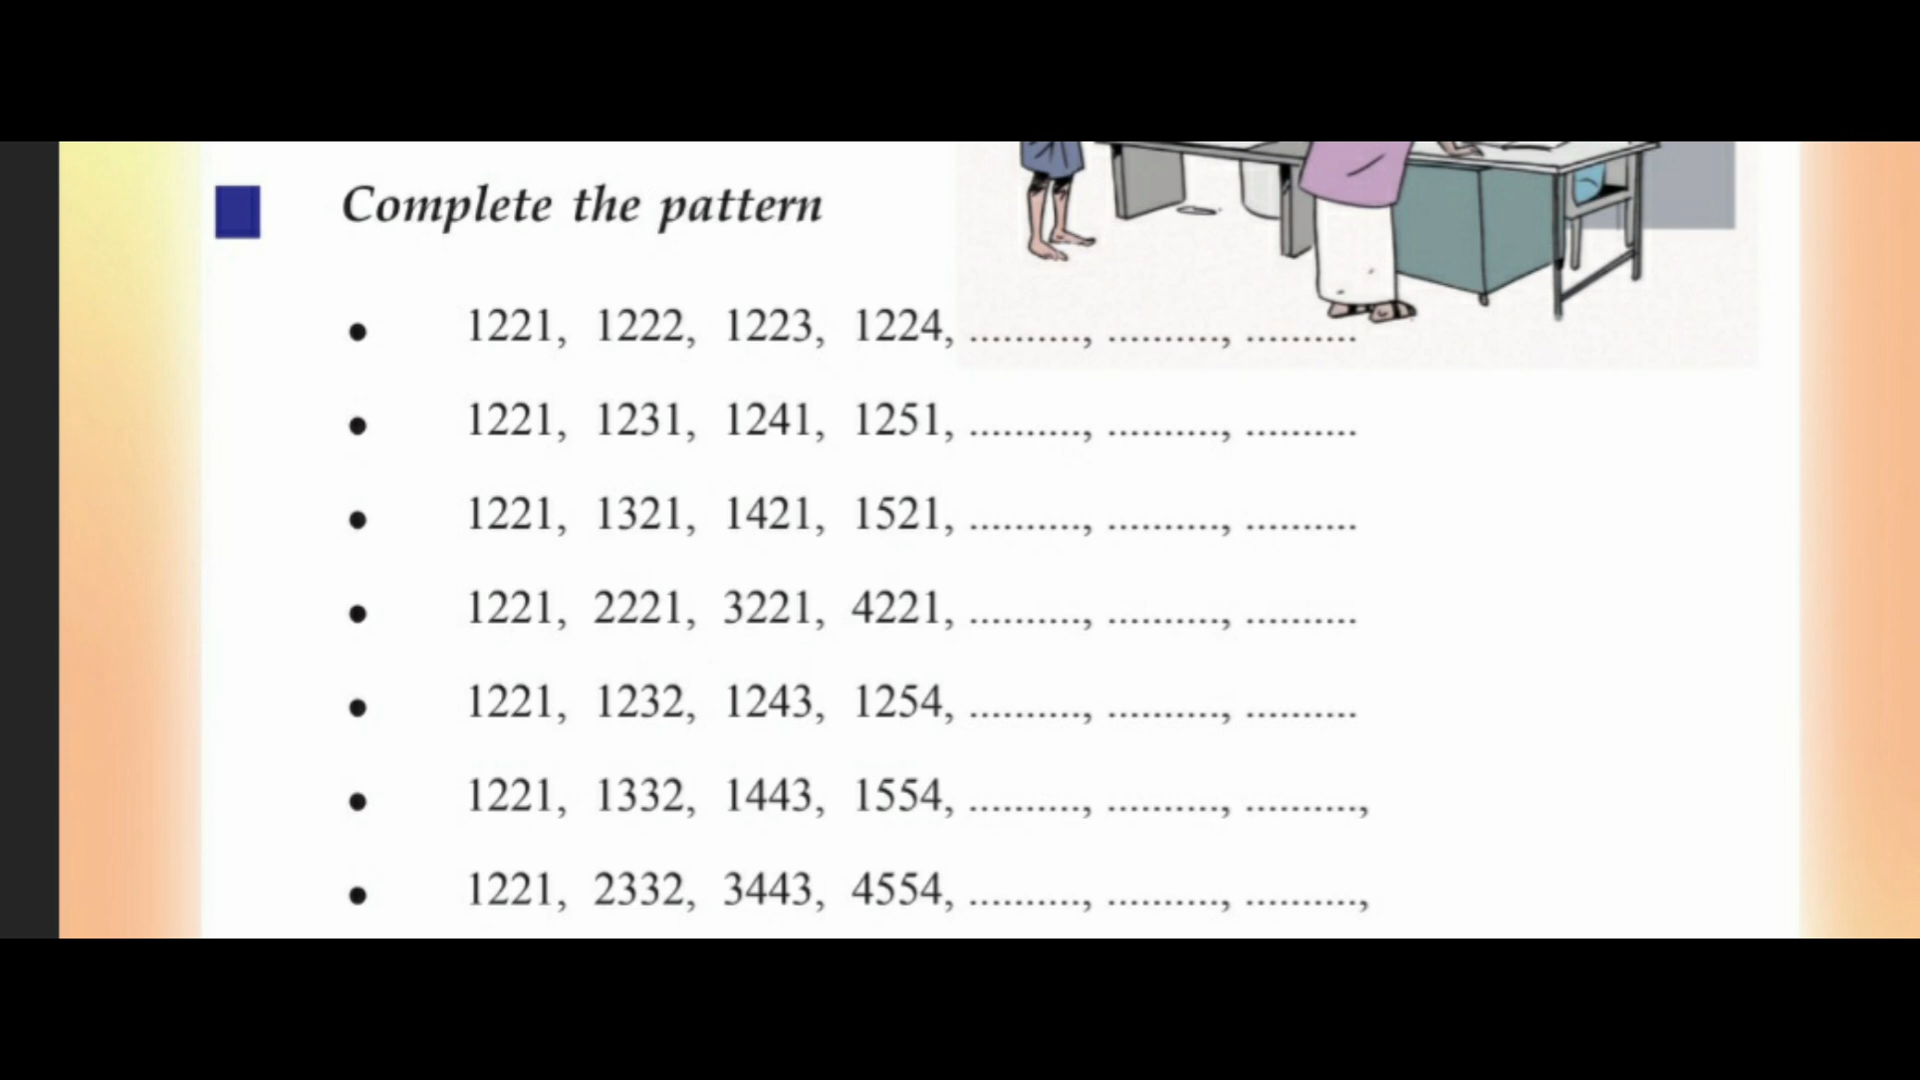 Complete the pattern
• 1221, 1222, 1223, 1224, .........., .........., ..........
• 1221, 1231, 1241, 1251, .........., .........., ..........
• 1221, 1321, 1421, 1521, .........., .........., ..........
• 1221, 2221, 3221, 4221, .........., .........., ..........
• 1221, 1232, 1243, 1254, .........., .........., ..........
• 1221, 1332, 1443, 1554, .........., .........., ..........,
• 1221, 2332, 3443, 4554, .........., .........., ..........,